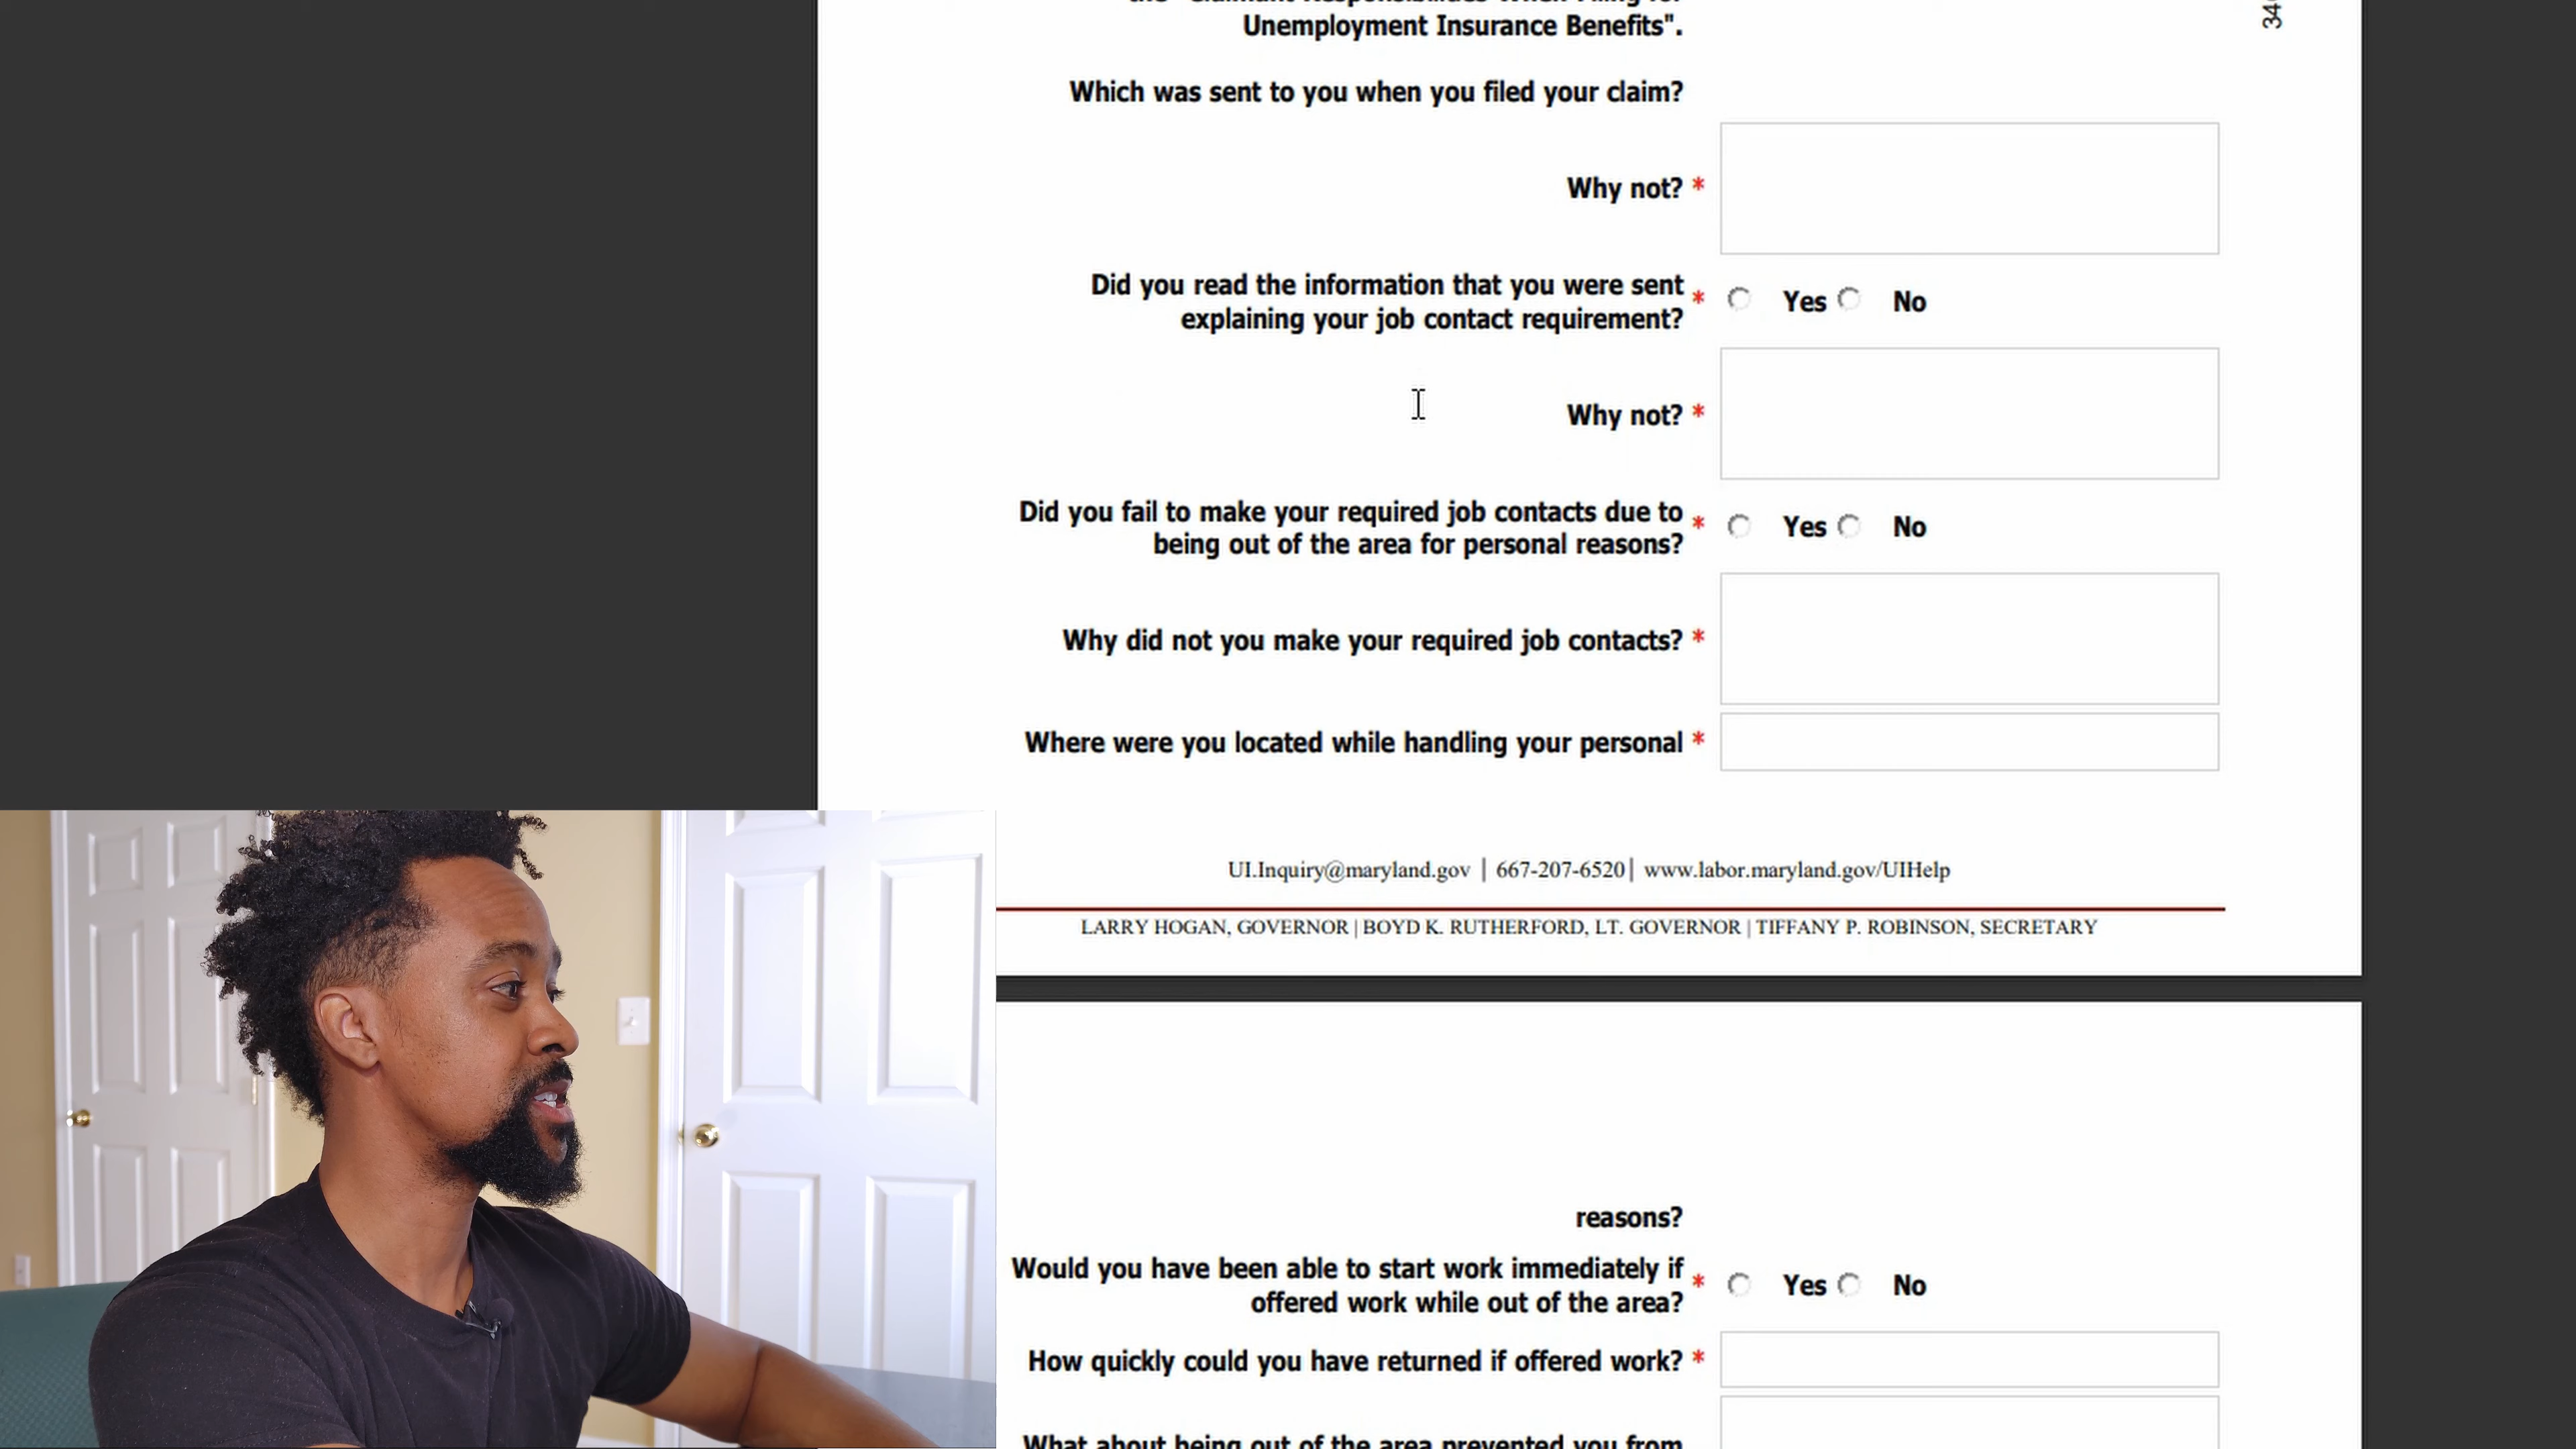 the "Claimant Responsibilities When Filing for
Unemployment Insurance Benefits".
Which was sent to you when you filed your claim?
Why not? *
Did you read the information that you were sent
explaining your job contact requirement? * Yes No
Why not? *
Did you fail to make your required job contacts due to
being out of the area for personal reasons? * Yes No
Why did not you make your required job contacts? *
Where were you located while handling your personal *
UI.Inquiry@maryland.gov | 667-207-6520| www.labor.maryland.gov/UIHelp
LARRY HOGAN, GOVERNOR | BOYD K. RUTHERFORD, LT. GOVERNOR | TIFFANY P. ROBINSON, SECRETARY
reasons?
Would you have been able to start work immediately if
offered work while out of the area? * Yes No
How quickly could you have returned if offered work? *
What about being out of the area prevented you from